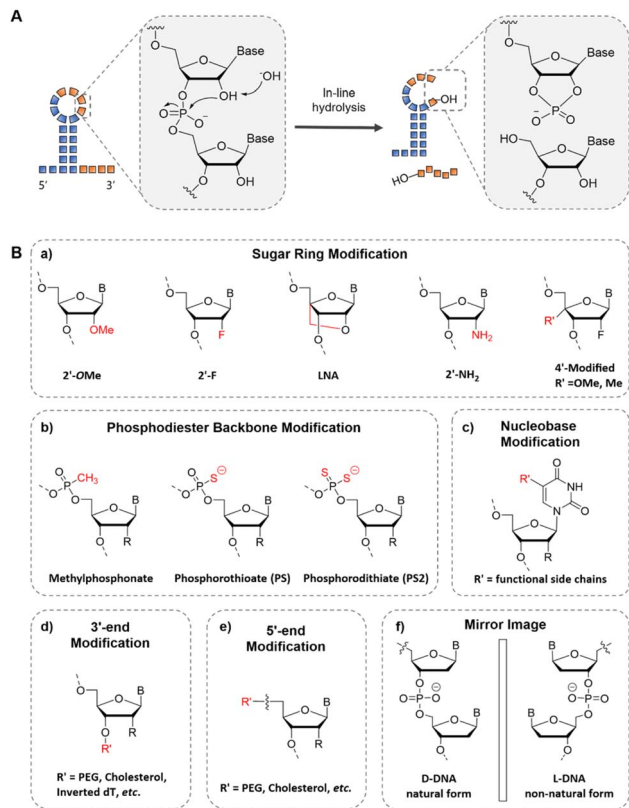 A
Base
O
O
O
OH
-OH
O=P-O-
O
Base
O
O
OH
5′ 3′
In-line
hydrolysis
OH
HO
Base
O
O
O
O
P
O
O
HO
Base
O
O
OH
B
a) Sugar Ring Modification
O O B
O OMe
2'-OMe
O O B
O F
2'-F
O O B
O O
LNA
O O B
O NH2
2'-NH2
O O B
R' O F
4'-Modified
R' =OMe, Me
b) Phosphodiester Backbone Modification
O CH3
O P
O O B
O R
Methylphosphonate
O S
O P
O O B
O R
Phosphorothioate (PS)
S S
O P
O O B
O R
Phosphorodithiate (PS2)
c) Nucleobase
Modification
R' O
NH
N O
O O
O R
R' = functional side chains
d) 3'-end
Modification
O O B
O R
R'
R' = PEG, Cholesterol,
Inverted dT, etc.
e) 5'-end
Modification
R' O B
O R
R' = PEG, Cholesterol, etc.
f) Mirror Image
B
O O
O
O=P-O
O
O B
O
D-DNA
natural form
B
O O
O
O-P=O
O
B O
O
L-DNA
non-natural form